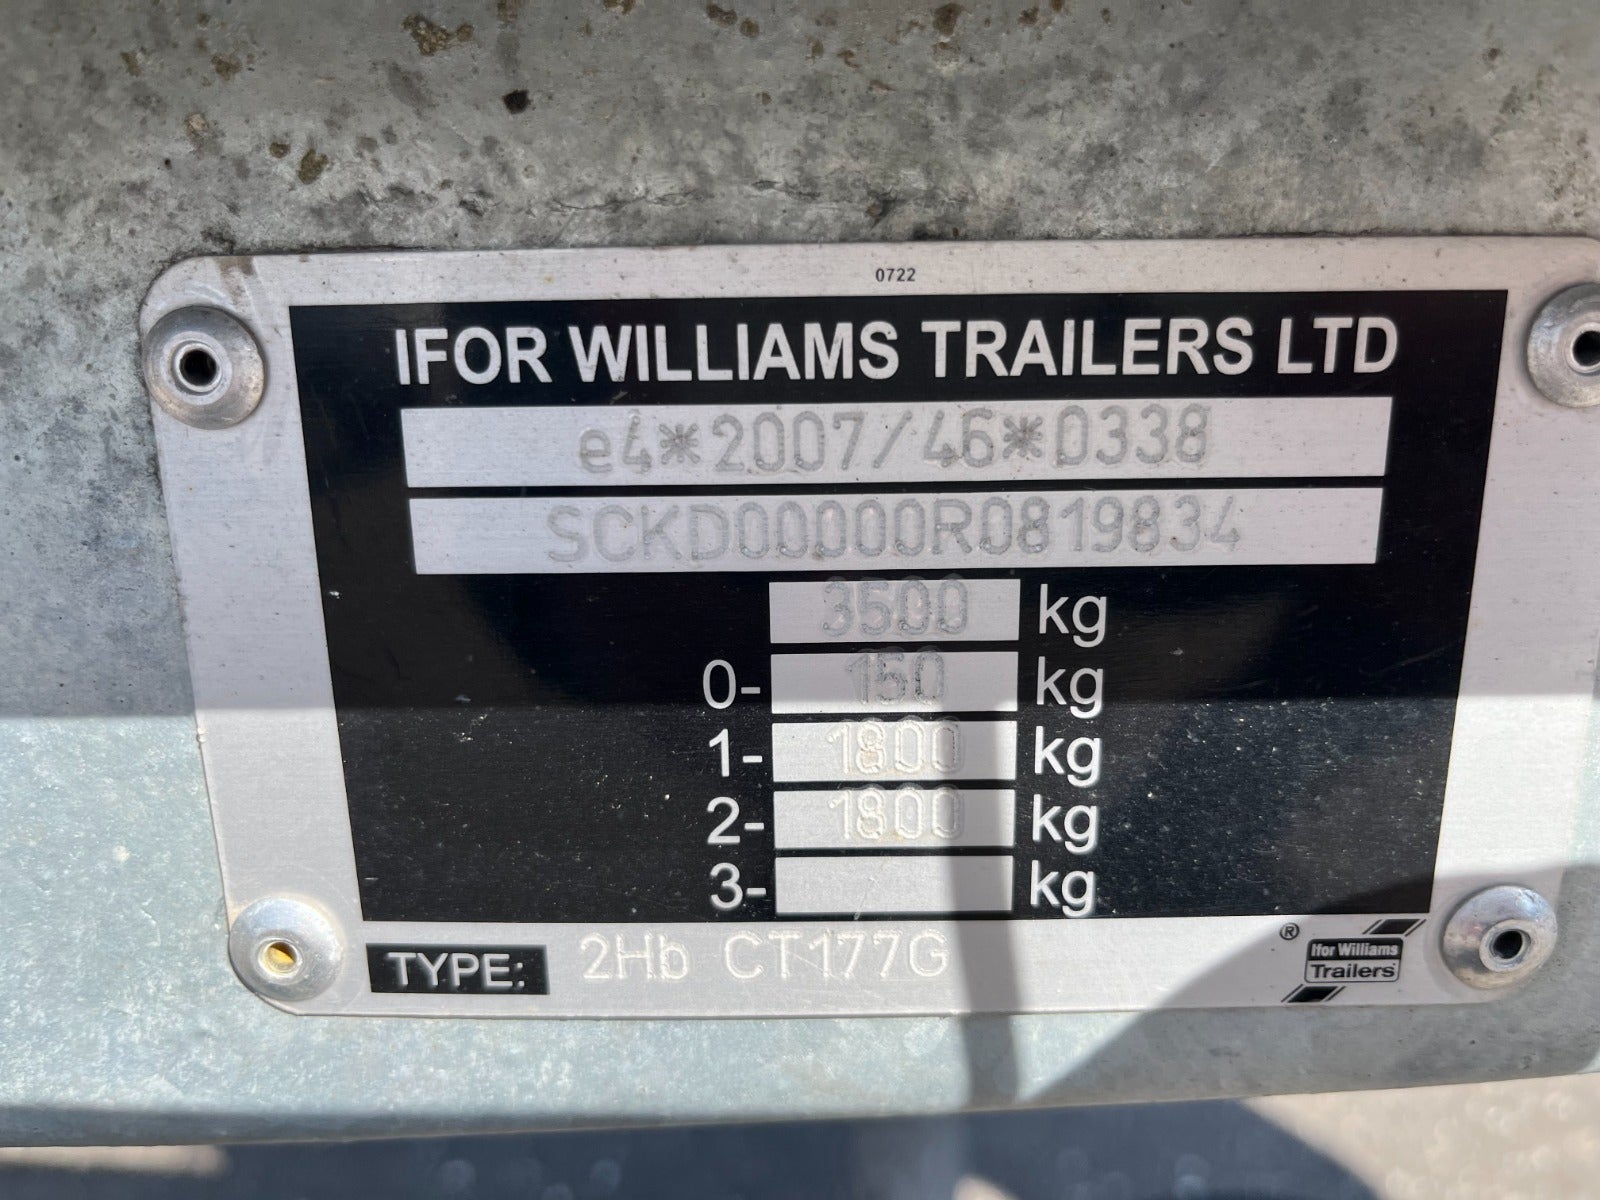 0722
IFOR WILLIAMS TRAILERS LTD
e4*2007/46*0338
SCKD00000R0819834
3500 kg
0- 150 kg
1- 1800 kg
2- 1800 kg
3- kg
TYPE: 2Hb CT177G
®
Ifor Williams
Trailers